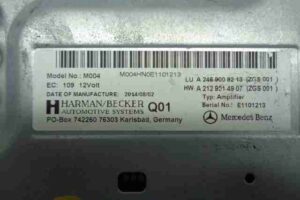 Model No.: M004
M004HN0E1101213
LU A 246 900 82 13 (ZGS 001)
EC: 109 12Volt
HW A 212 901 49 07 (ZGS 001)
DATE OF MANUFACTURE: 2014/08/02
Typ: Amplifier
HARMAN/BECKER
AUTOMOTIVE SYSTEMS
Q01
Serial No.: E1101213
PO-Box 742260 76303 Karlsbad, Germany
Mercedes Benz